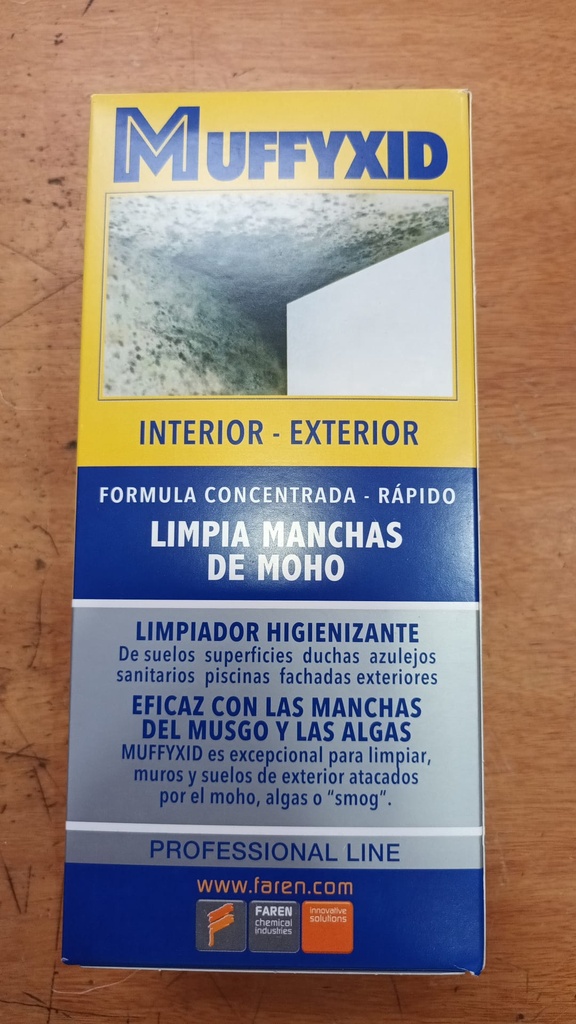 MUFFYXID
INTERIOR - EXTERIOR
FORMULA CONCENTRADA - RÁPIDO
LIMPIA MANCHAS
DE MOHO
LIMPIADOR HIGIENIZANTE
De suelos superficies duchas azulejos
sanitarios piscinas fachadas exteriores
EFICAZ CON LAS MANCHAS
DEL MUSGO Y LAS ALGAS
MUFFYXID es excepcional para limpiar,
muros y suelos de exterior atacados
por el moho, algas o “smog”.
PROFESSIONAL LINE
www.faren.com
FAREN
chemical
industries
innovative
solutions